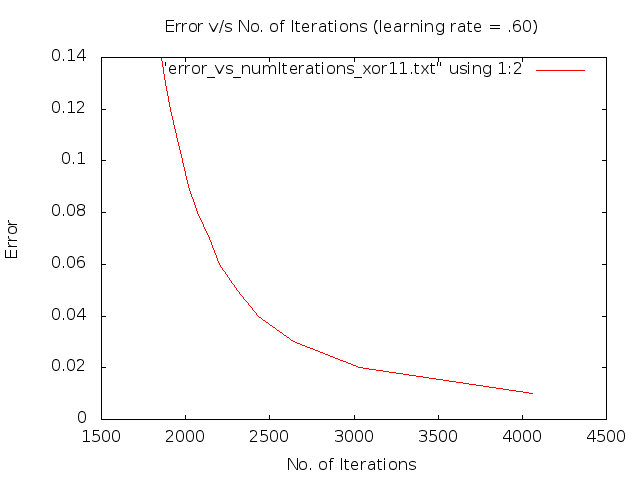 Error v/s No. of Iterations (learning rate = .60)
"error_vs_numIterations_xor11.txt" using 1:2
0.14
0.12
0.1
0.08
0.06
0.04
0.02
0
Error
1500 2000 2500 3000 3500 4000 4500
No. of Iterations